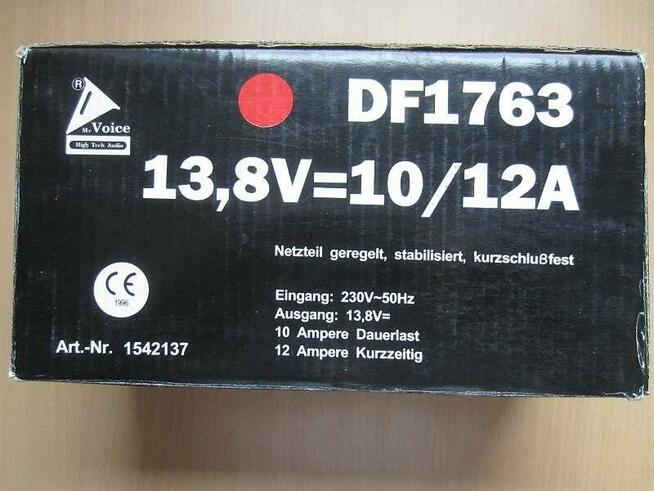 ®
DF1763
Mr Voice
High Tech Audio
13,8V=10/12A
Netzteil geregelt, stabilisiert, kurzschlußfest
CE
1996
Eingang: 230V~50Hz
Ausgang: 13,8V=
10 Ampere Dauerlast
12 Ampere Kurzzeitig
Art.-Nr. 1542137